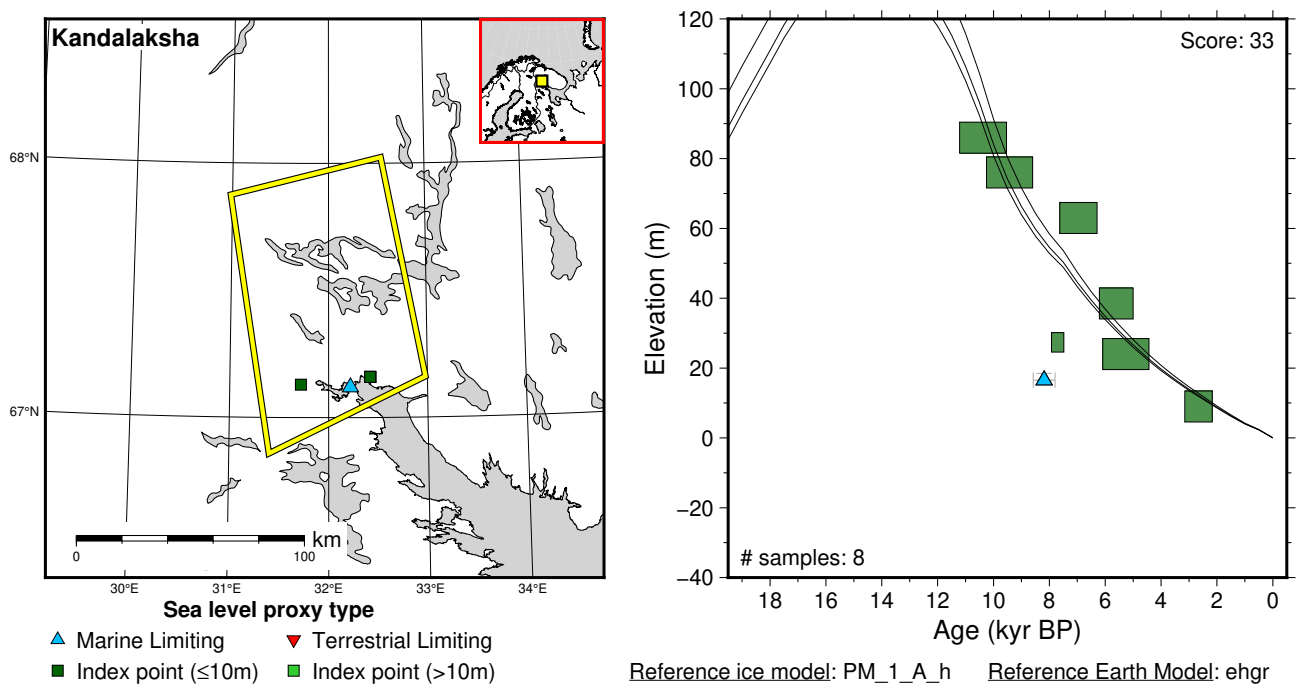 Kandalaksha
68°N
67°N
30°E
31°E
32°E
33°E
34°E
km
0
100
Sea level proxy type
Marine Limiting
Terrestrial Limiting
Index point (≤10m)
Index point (>10m)
Score: 33
# samples: 8
Elevation (m)
120
100
80
60
40
20
0
−20
−40
18 16 14 12 10 8 6 4 2 0
Age (kyr BP)
Reference ice model: PM_1_A_h Reference Earth Model: ehgr